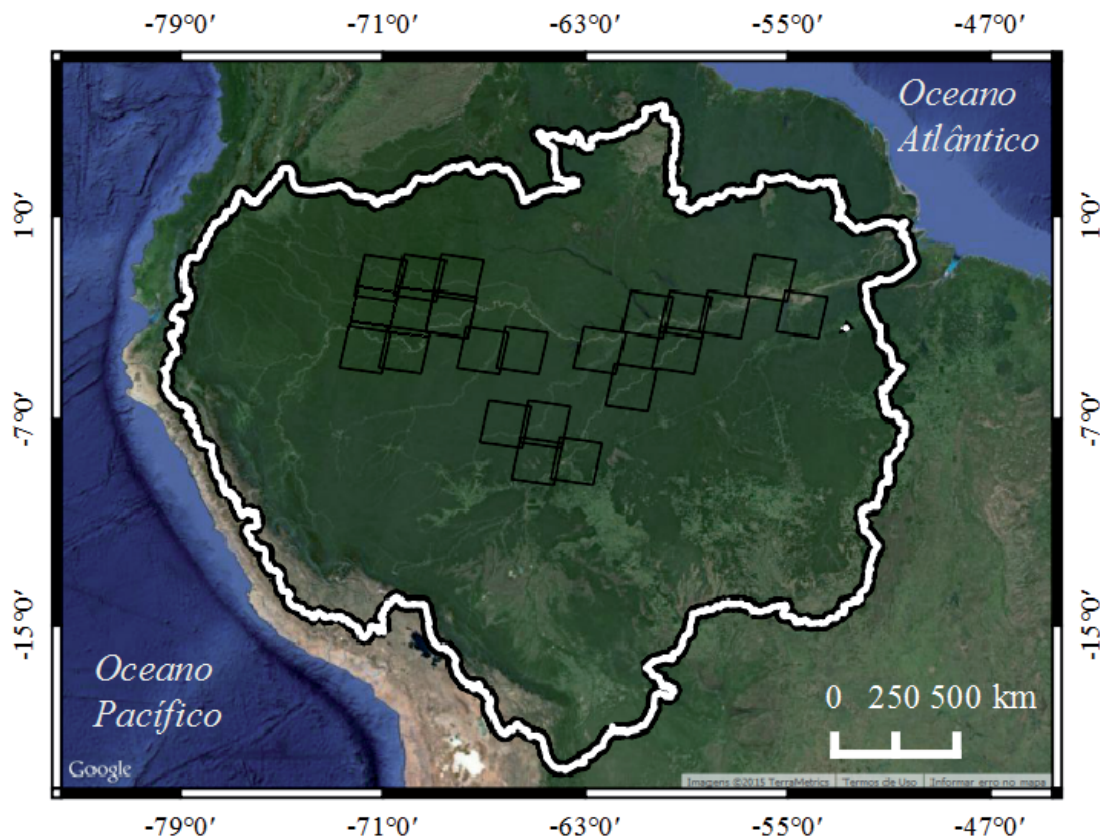 -79°0' -71°0' -63°0' -55°0' -47°0'
Oceano
Atlântico
1°0' 1°0'
-7°0' -7°0'
-15°0' -15°0'
Oceano
Pacífico
0 250 500 km
Google
Imagens ©2015 TerraMetrics Termos de Uso Informar erro no mapa
-79°0' -71°0' -63°0' -55°0' -47°0'